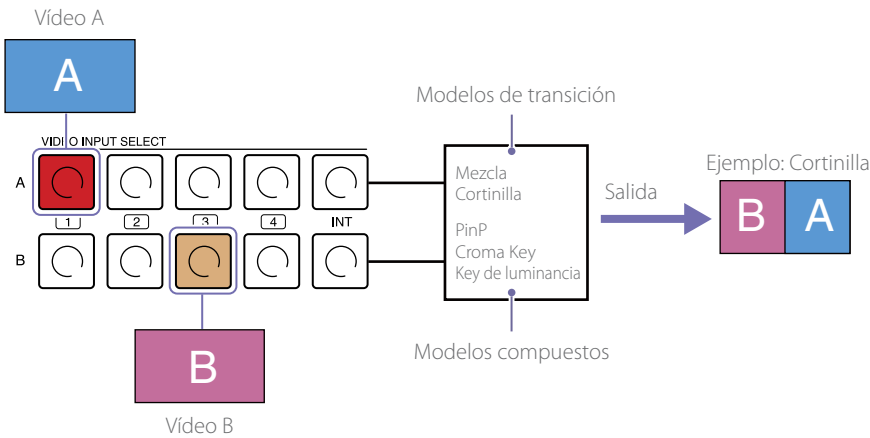 Vídeo A
A
VIDEO INPUT SELECT
A
1
2
3
4
INT
B
B
Vídeo B
Modelos de transición
Mezcla
Cortinilla
PinP
Croma Key
Key de luminancia
Modelos compuestos
Salida
Ejemplo: Cortinilla
B A